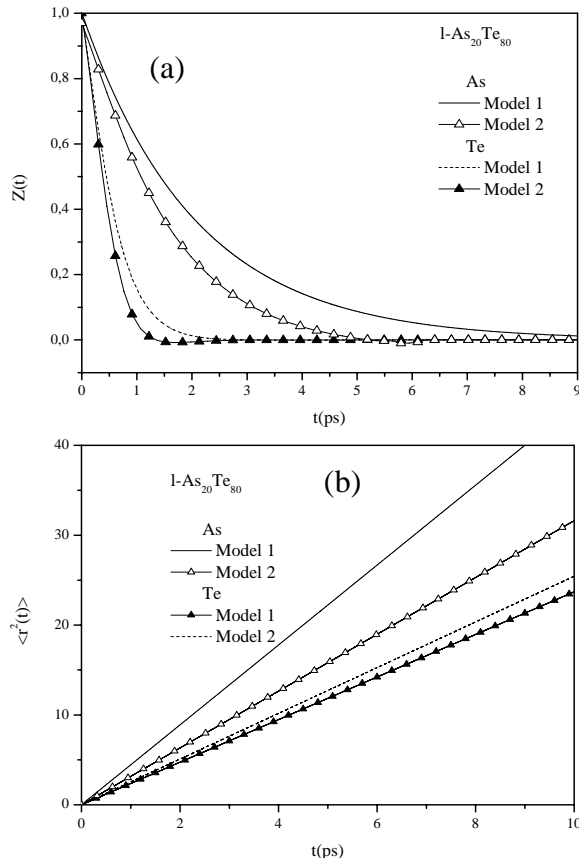 1,0
0,8
0,6
0,4
0,2
0,0
Z(t)
(a)
l-As20Te80
As
Model 1
Model 2
Te
Model 1
Model 2
0 1 2 3 4 5 6 7 8 9
t(ps)
40
30
20
10
0
<r²(t)>
l-As20Te80
(b)
As
Model 1
Model 2
Te
Model 1
Model 2
0 2 4 6 8 10
t(ps)